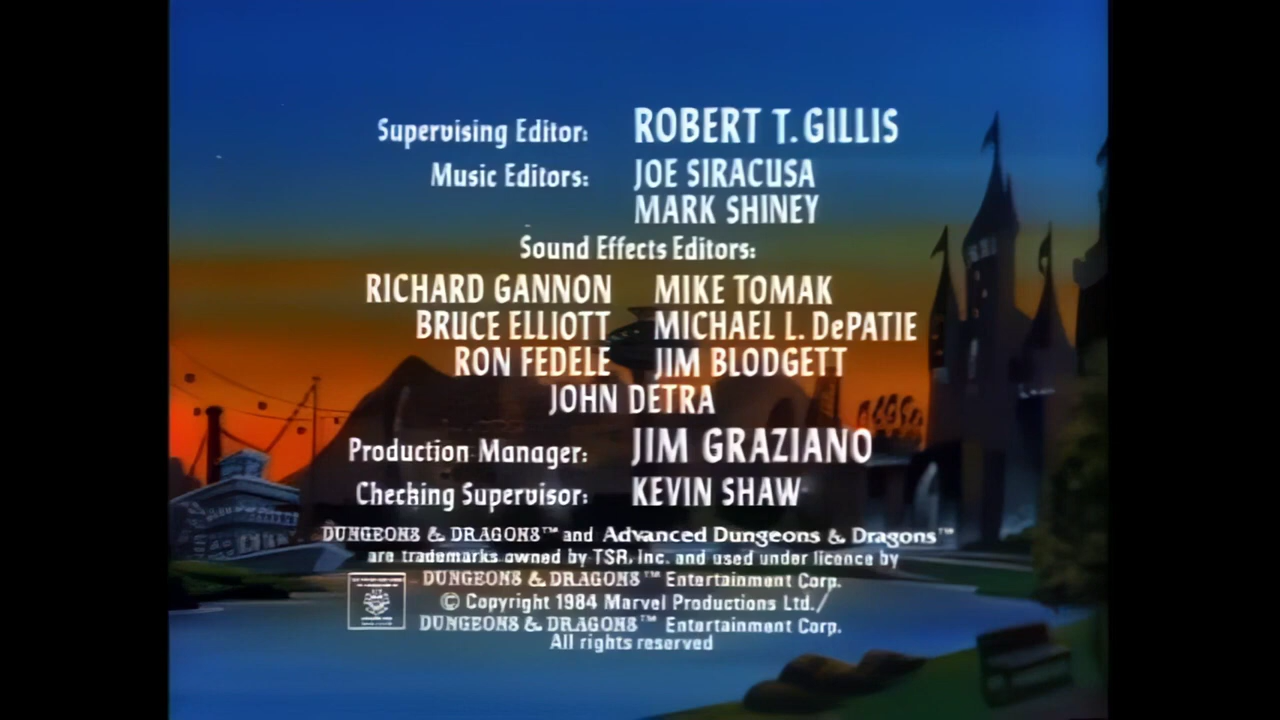 Supervising Editor: ROBERT T. GILLIS
Music Editors: JOE SIRACUSA
MARK SHINEY
Sound Effects Editors:
RICHARD GANNON MIKE TOMAK
BRUCE ELLIOTT MICHAEL L. DePATIE
RON FEDELE JIM BLODGETT
JOHN DETRA
Production Manager: JIM GRAZIANO
Checking Supervisor: KEVIN SHAW
DUNGEONS & DRAGONS™ and Advanced Dungeons & Dragons™
are trademarks owned by TSR, Inc. and used under licence by
DUNGEONS & DRAGONS™ Entertainment Corp.
© Copyright 1984 Marvel Productions Ltd./
DUNGEONS & DRAGONS™ Entertainment Corp.
All rights reserved